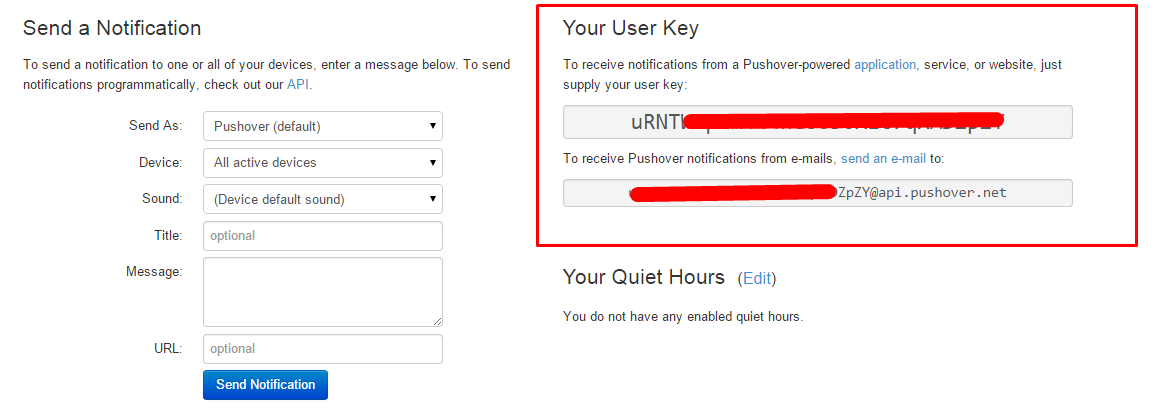 Send a Notification
To send a notification to one or all of your devices, enter a message below. To send
notifications programmatically, check out our API.
Send As: Pushover (default)
Device: All active devices
Sound: (Device default sound)
Title: optional
Message:
URL: optional
Send Notification
Your User Key
To receive notifications from a Pushover-powered application, service, or website, just
supply your user key:
uRNT
To receive Pushover notifications from e-mails, send an e-mail to:
ZpZY@api.pushover.net
Your Quiet Hours (Edit)
You do not have any enabled quiet hours.